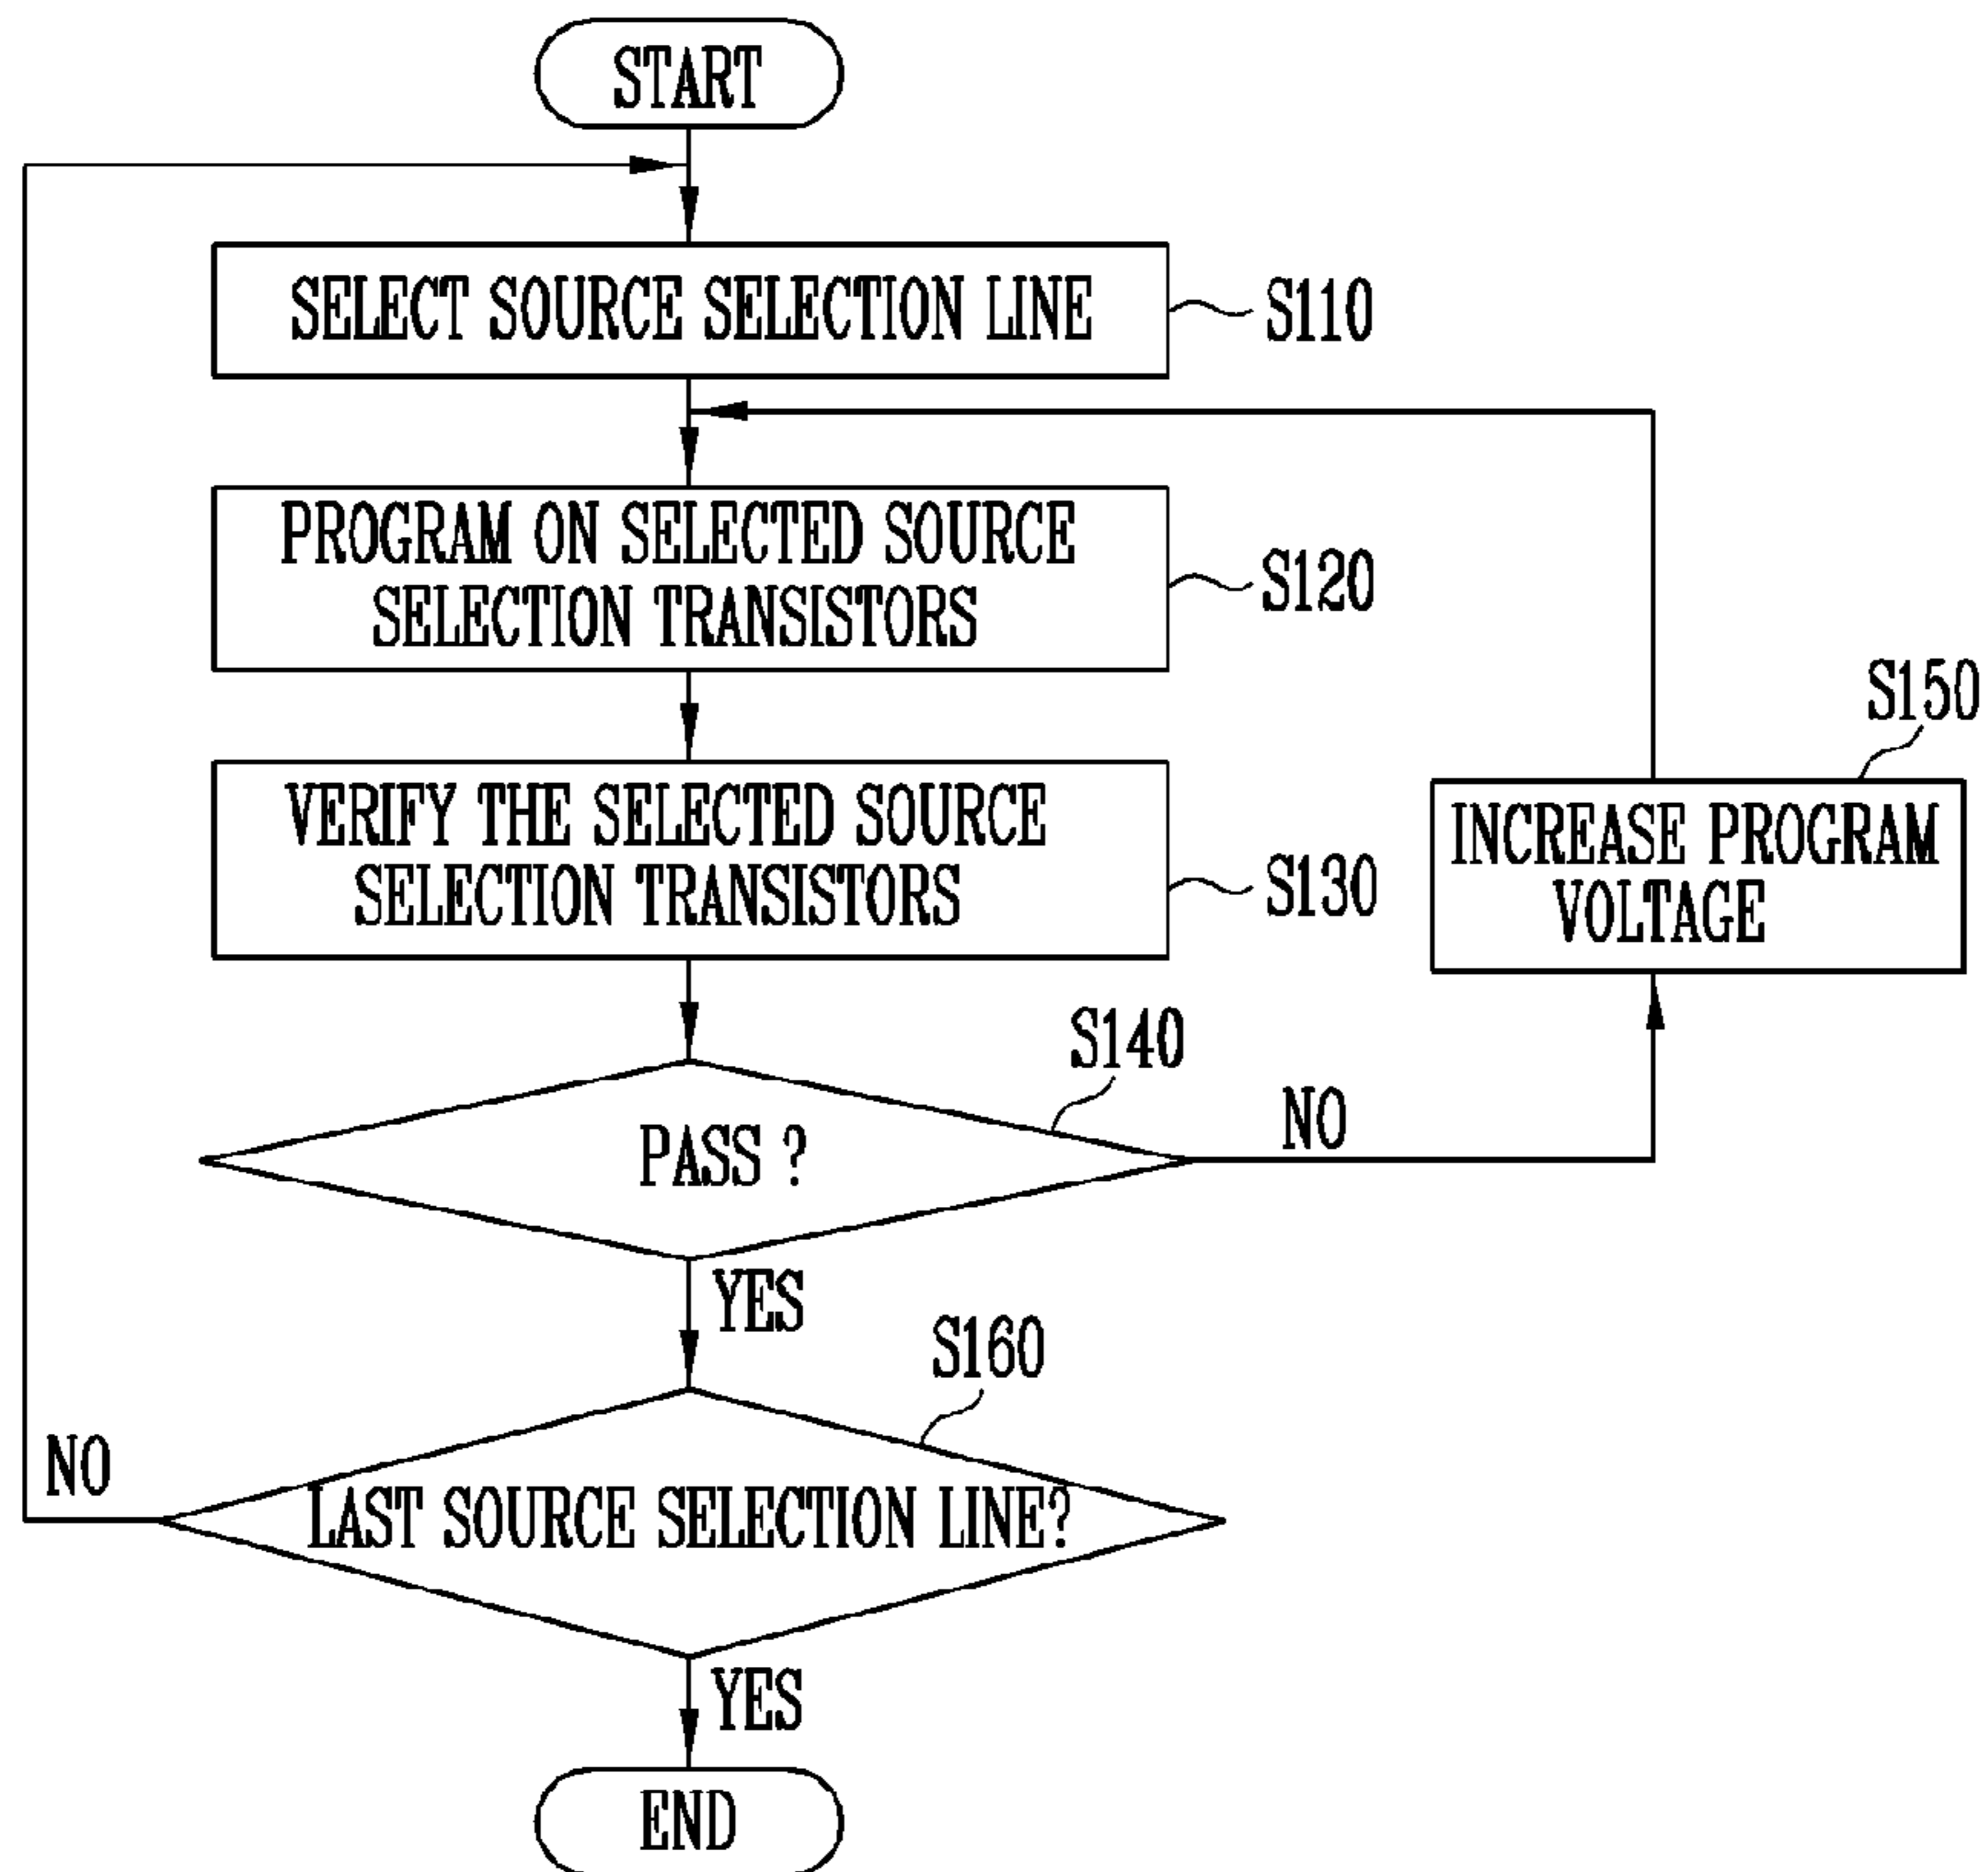 START
SELECT SOURCE SELECTION LINE
S110
PROGRAM ON SELECTED SOURCE
SELECTION TRANSISTORS
S120
VERIFY THE SELECTED SOURCE
SELECTION TRANSISTORS
S130
S150
INCREASE PROGRAM
VOLTAGE
S140
PASS ?
NO
YES
S160
NO
LAST SOURCE SELECTION LINE?
YES
END